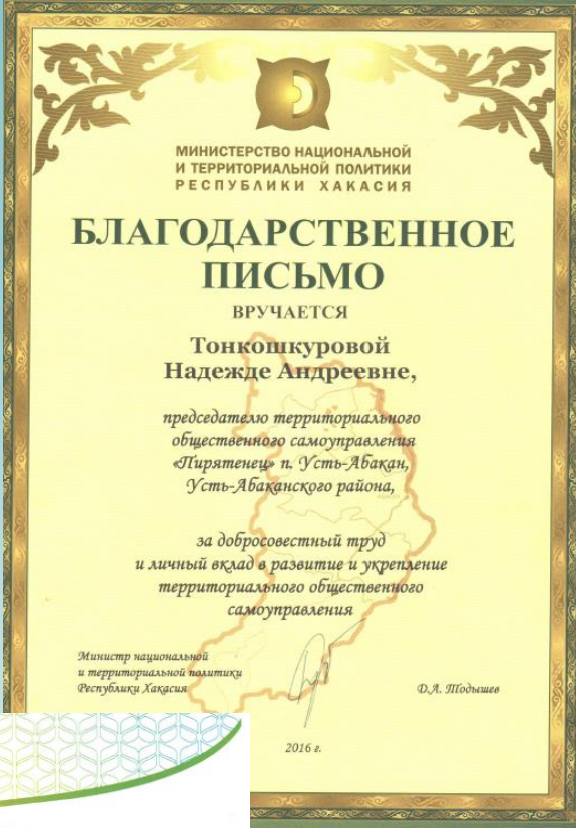 МИНИСТЕРСТВО НАЦИОНАЛЬНОЙ
И ТЕРРИТОРИАЛЬНОЙ ПОЛИТИКИ
РЕСПУБЛИКИ ХАКАСИЯ
БЛАГОДАРСТВЕННОЕ
ПИСЬМО
ВРУЧАЕТСЯ
Тонкошкуровой
Надежде Андреевне,
председателю территориального
общественного самоуправления
«Пирятенец» п. Усть-Абакан,
Усть-Абаканского района,
за добросовестный труд
и личный вклад в развитие и укрепление
территориального общественного
самоуправления
Министр национальной
и территориальной политики
Республики Хакасия
Д.А. Тодышев
2016 г.